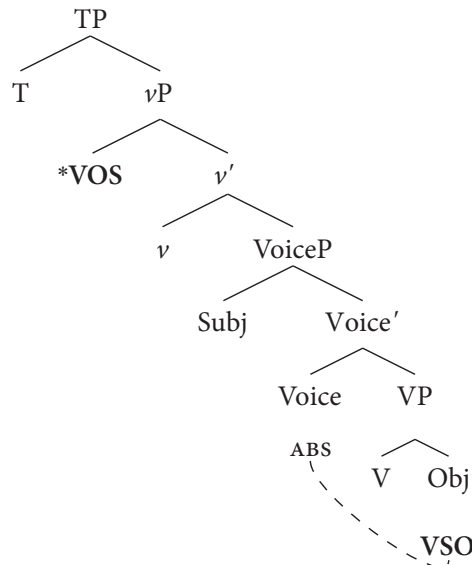 TP
T vP
*VOS v′
v VoiceP
Subj Voice′
Voice VP
ABS V Obj
VSO